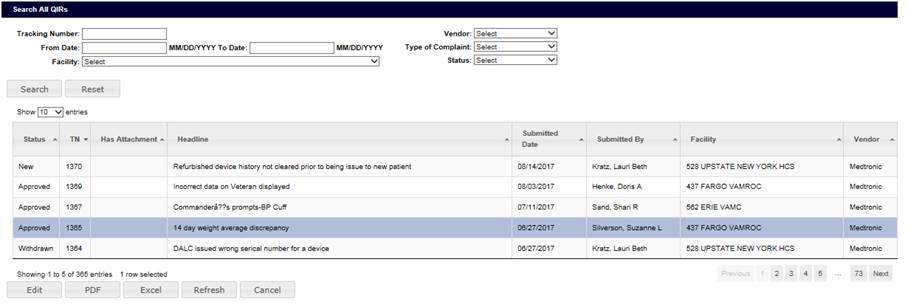 Search All QIRs
Tracking Number: Vendor: Select
From Date: MM/DD/YYYY To Date: MM/DD/YYYY Type of Complaint: Select
Facility: Select Status: Select
Search Reset
Show 10 entries
Status TN Has Attachment Headline Submitted Date Submitted By Facility Vendor
New 1370 Refurbished device history not cleared prior to being issue to new patient 08/14/2017 Kratz, Lauri Beth 528 UPSTATE NEW YORK HCS Medtronic
Approved 1369 Incorrect data on Veteran displayed 08/03/2017 Henke, Doris A 437 FARGO VAMROC Medtronic
Approved 1367 Commanderâ??s prompts-BP Cuff 07/11/2017 Sand, Shari R 562 ERIE VAMC Medtronic
Approved 1365 14 day weight average discrepancy 06/27/2017 Silverson, Suzanne L 437 FARGO VAMROC Medtronic
Withdrawn 1364 DALC issued wrong serical number for a device 06/27/2017 Kratz, Lauri Beth 528 UPSTATE NEW YORK HCS Medtronic
Showing 1 to 5 of 365 entries 1 row selected Previous 1 2 3 4 5 ... 73 Next
Edit PDF Excel Refresh Cancel